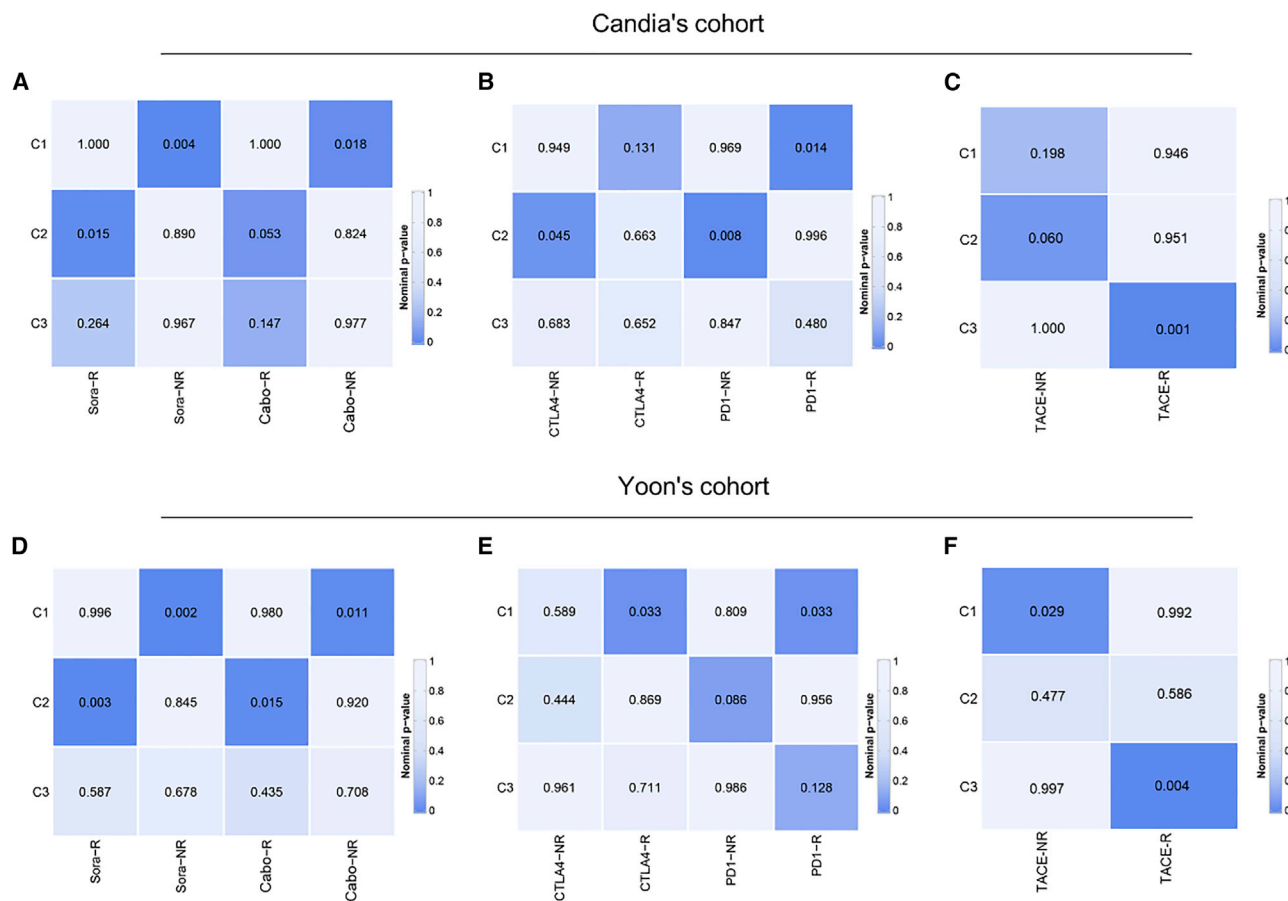 Candia's cohort
A
B
C
C1 1.000 0.004 1.000 0.018
C2 0.015 0.890 0.053 0.824
C3 0.264 0.967 0.147 0.977
Sora−R Sora−NR Cabo−R Cabo−NR
Nominal p−value
1
0.8
0.6
0.4
0.2
0
C1 0.949 0.131 0.969 0.014
C2 0.045 0.663 0.008 0.996
C3 0.683 0.652 0.847 0.480
CTLA4−NR CTLA4−R PD1−NR PD1−R
Nominal p−value
1
0.8
0.6
0.4
0.2
0
C1 0.198 0.946
C2 0.060 0.951
C3 1.000 0.001
TACE-NR TACE-R
Nominal p−value
Yoon's cohort
D
E
F
C1 0.996 0.002 0.980 0.011
C2 0.003 0.845 0.015 0.920
C3 0.587 0.678 0.435 0.708
Sora−R Sora−NR Cabo−R Cabo−NR
Nominal p−value
1
0.8
0.6
0.4
0.2
0
C1 0.589 0.033 0.809 0.033
C2 0.444 0.869 0.086 0.956
C3 0.961 0.711 0.986 0.128
CTLA4−NR CTLA4−R PD1−NR PD1−R
Nominal p−value
1
0.8
0.6
0.4
0.2
0
C1 0.029 0.992
C2 0.477 0.586
C3 0.997 0.004
TACE-NR TACE-R
Nominal p−value